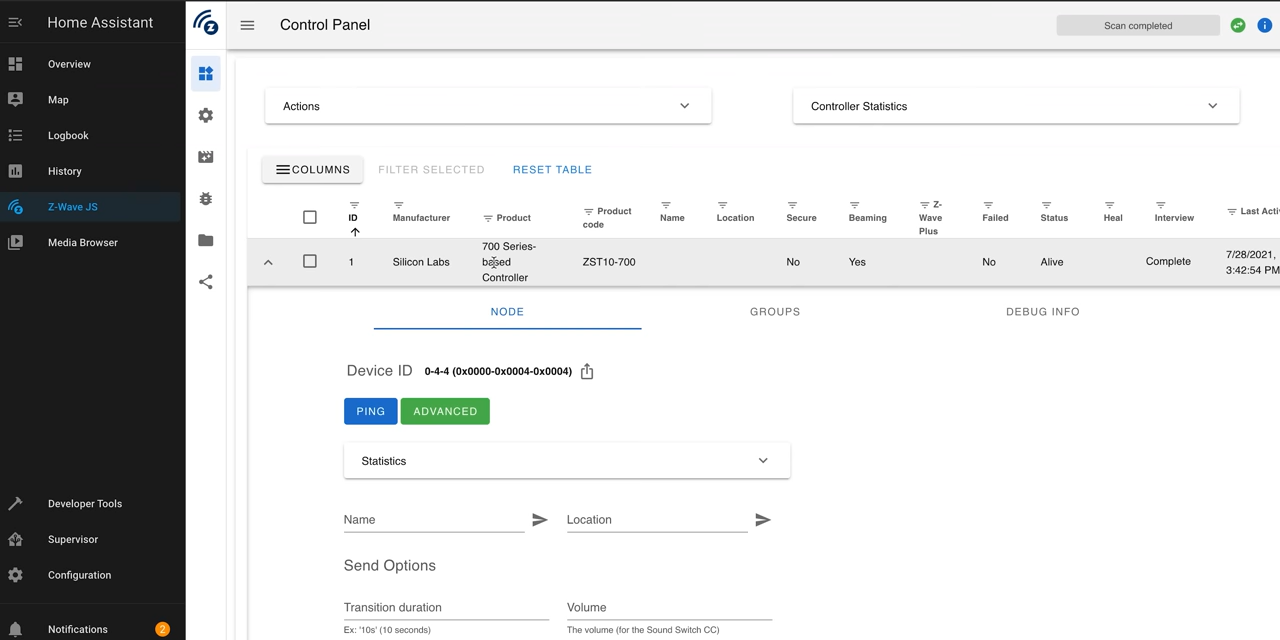 Home Assistant
Overview
Map
Logbook
History
Z-Wave JS
Media Browser
Developer Tools
Supervisor
Configuration
Notifications
2
Z
Control Panel
Scan completed
i
Actions
Controller Statistics
COLUMNS
FILTER SELECTED
RESET TABLE
ID
Manufacturer
Product
Product
code
Name
Location
Secure
Beaming
Z-
Wave
Plus
Failed
Status
Heal
Interview
Last Acti
1
Silicon Labs
700 Series-
based
Controller
ZST10-700
No
Yes
No
Alive
Complete
7/28/2021,
3:42:54 PM
NODE
GROUPS
DEBUG INFO
Device ID 0-4-4 (0x0000-0x0004-0x0004)
PING
ADVANCED
Statistics
Name
Location
Send Options
Transition duration
Volume
Ex: '10s' (10 seconds)
The volume (for the Sound Switch CC)